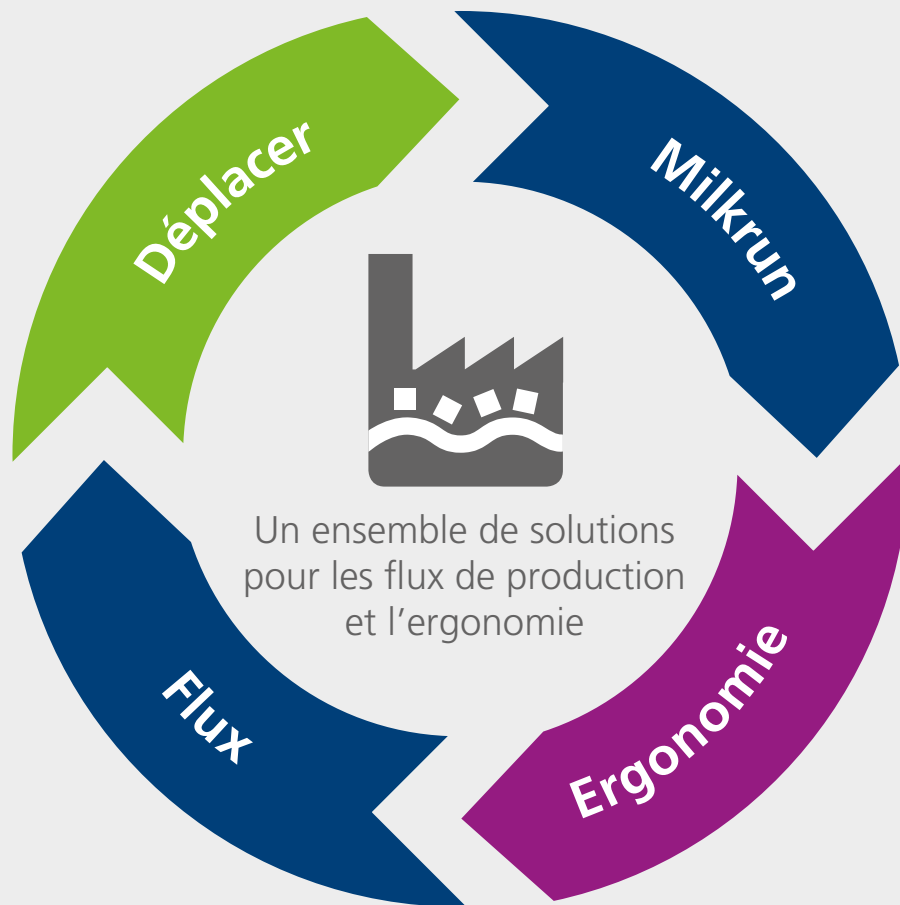 Déplacer
Milkrun
Un ensemble de solutions
pour les flux de production
et l’ergonomie
Flux
Ergonomie